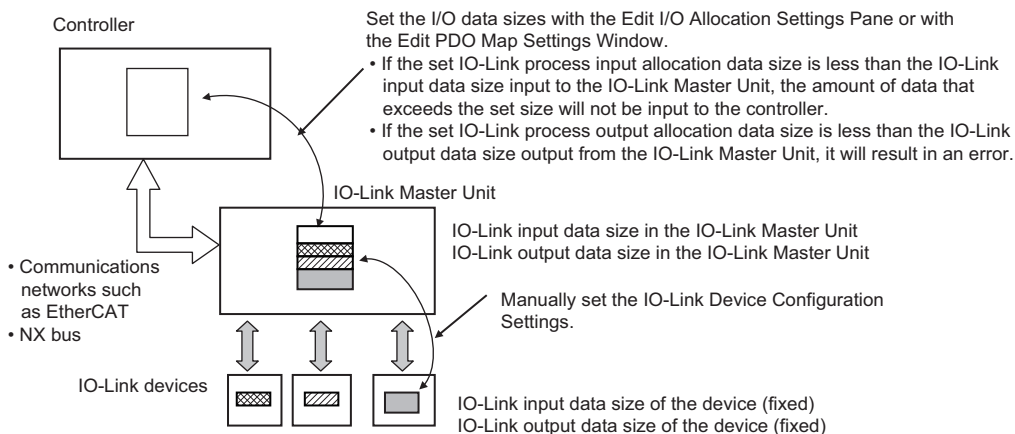 Controller
Set the I/O data sizes with the Edit I/O Allocation Settings Pane or with
the Edit PDO Map Settings Window.
• If the set IO-Link process input allocation data size is less than the IO-Link
input data size input to the IO-Link Master Unit, the amount of data that
exceeds the set size will not be input to the controller.
• If the set IO-Link process output allocation data size is less than the IO-Link
output data size output from the IO-Link Master Unit, it will result in an error.
IO-Link Master Unit
IO-Link input data size in the IO-Link Master Unit
IO-Link output data size in the IO-Link Master Unit
• Communications
networks such
as EtherCAT
• NX bus
Manually set the IO-Link Device Configuration
Settings.
IO-Link devices
IO-Link input data size of the device (fixed)
IO-Link output data size of the device (fixed)